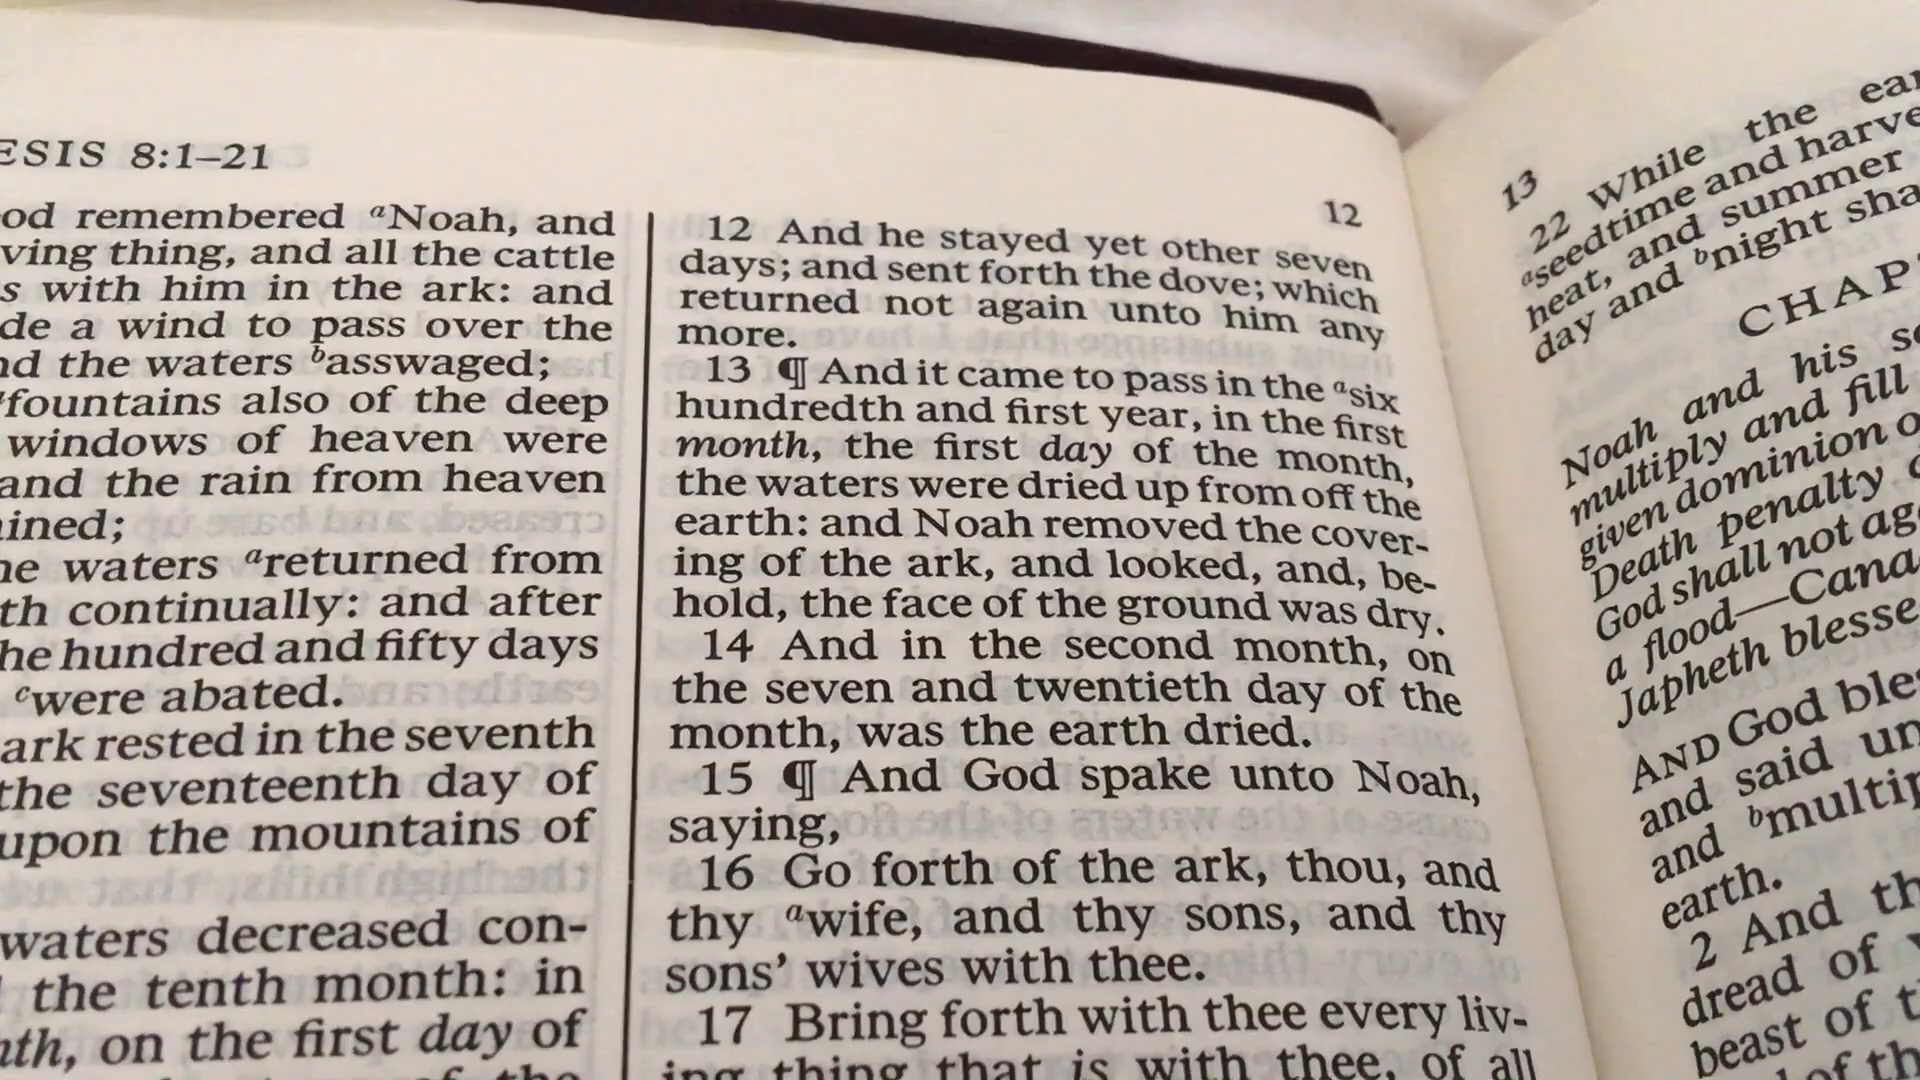 ESIS 8:1–21
12
od remembered aNoah, and
ving thing, and all the cattle
s with him in the ark: and
de a wind to pass over the
nd the waters basswaged;
fountains also of the deep
windows of heaven were
and the rain from heaven
ined;
he waters areturned from
th continually: and after
he hundred and fifty days
cwere abated.
ark rested in the seventh
the seventeenth day of
upon the mountains of
waters decreased con-
the tenth month: in
nth, on the first day of
12 And he stayed yet other seven
days; and sent forth the dove; which
returned not again unto him any
more.
13 ¶ And it came to pass in the asix
hundredth and first year, in the first
month, the first day of the month,
the waters were dried up from off the
earth: and Noah removed the cover-
ing of the ark, and looked, and, be-
hold, the face of the ground was dry.
14 And in the second month, on
the seven and twentieth day of the
month, was the earth dried.
15 ¶ And God spake unto Noah,
saying,
16 Go forth of the ark, thou, and
thy awife, and thy sons, and thy
sons’ wives with thee.
17 Bring forth with thee every liv-
ing thing that is with thee, of all
13
22 While the ear
aseedtime and harve
heat, and summer
day and bnight sha
CHAP
Noah and his so
multiply and fill
given dominion o
Death penalty
God shall not ag
a flood—Cana
Japheth blesse
AND God ble
and said un
and bmultip
earth.
2 And th
dread of
beast of t
of th